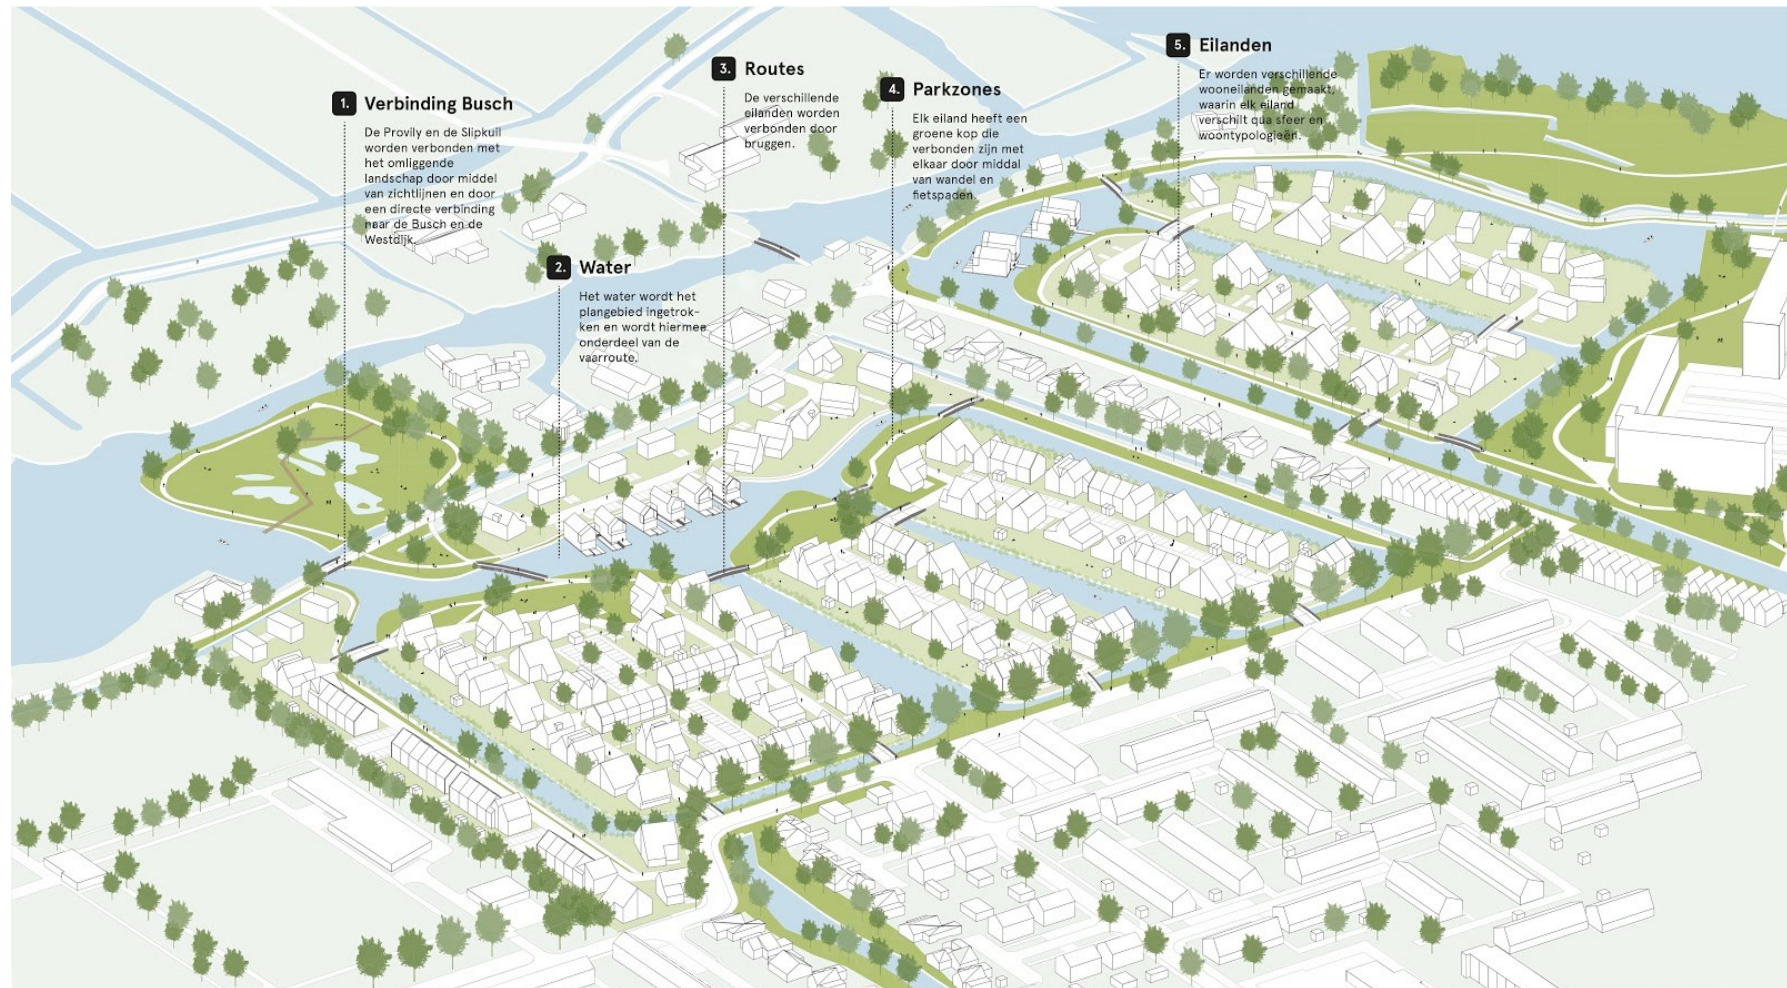 1. Verbinding Busch
De Provily en de Slipkuil
worden verbonden met
het omliggende
landschap door middel
van zichtlijnen en door
een directe verbinding
naar de Busch en de
Westdijk.
2. Water
Het water wordt het
plangebied ingetrok-
ken en wordt hiermee
onderdeel van de
vaarroute.
3. Routes
De verschillende
eilanden worden
verbonden door
bruggen.
4. Parkzones
Elk eiland heeft een
groene kop die
verbonden zijn met
elkaar door middal
van wandel en
fietspaden.
5. Eilanden
Er worden verschillende
wooneilanden gemaakt,
waarin elk eiland
verschilt qua sfeer en
woontypologieën.